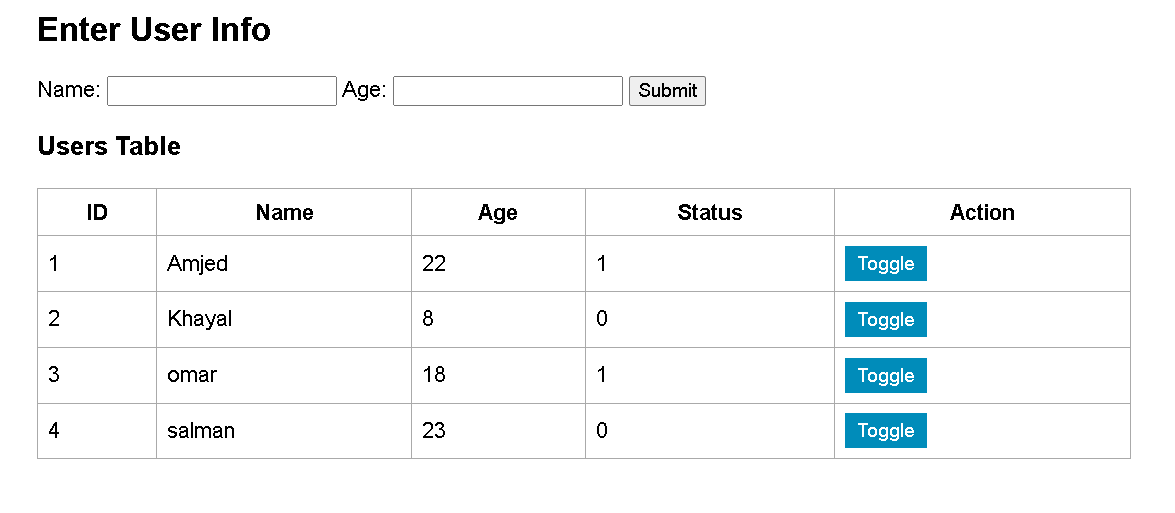 Enter User Info
Name: Age: Submit
Users Table
ID Name Age Status Action
1 Amjed 22 1 Toggle
2 Khayal 8 0 Toggle
3 omar 18 1 Toggle
4 salman 23 0 Toggle